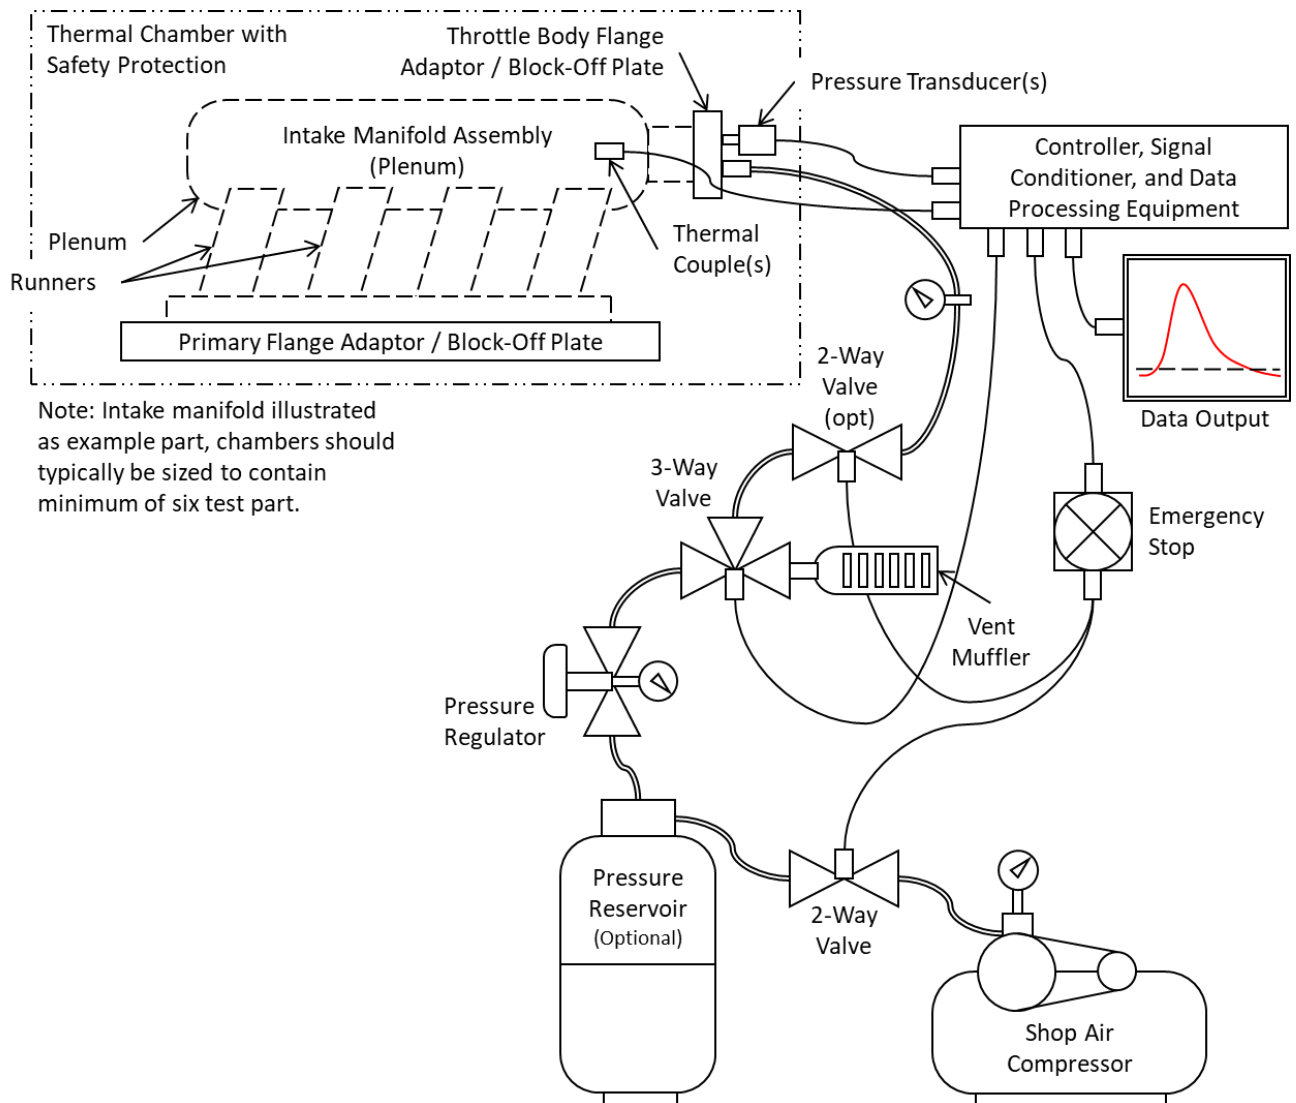 Thermal Chamber with
Safety Protection
Throttle Body Flange
Adaptor / Block-Off Plate
Pressure Transducer(s)
Intake Manifold Assembly
(Plenum)
Controller, Signal
Conditioner, and Data
Processing Equipment
Plenum
Runners
Thermal
Couple(s)
Primary Flange Adaptor / Block-Off Plate
2-Way
Valve
(opt)
Data Output
Note: Intake manifold illustrated
as example part, chambers should
typically be sized to contain
minimum of six test part.
3-Way
Valve
Emergency
Stop
Vent
Muffler
Pressure
Regulator
Pressure
Reservoir
(Optional)
2-Way
Valve
Shop Air
Compressor